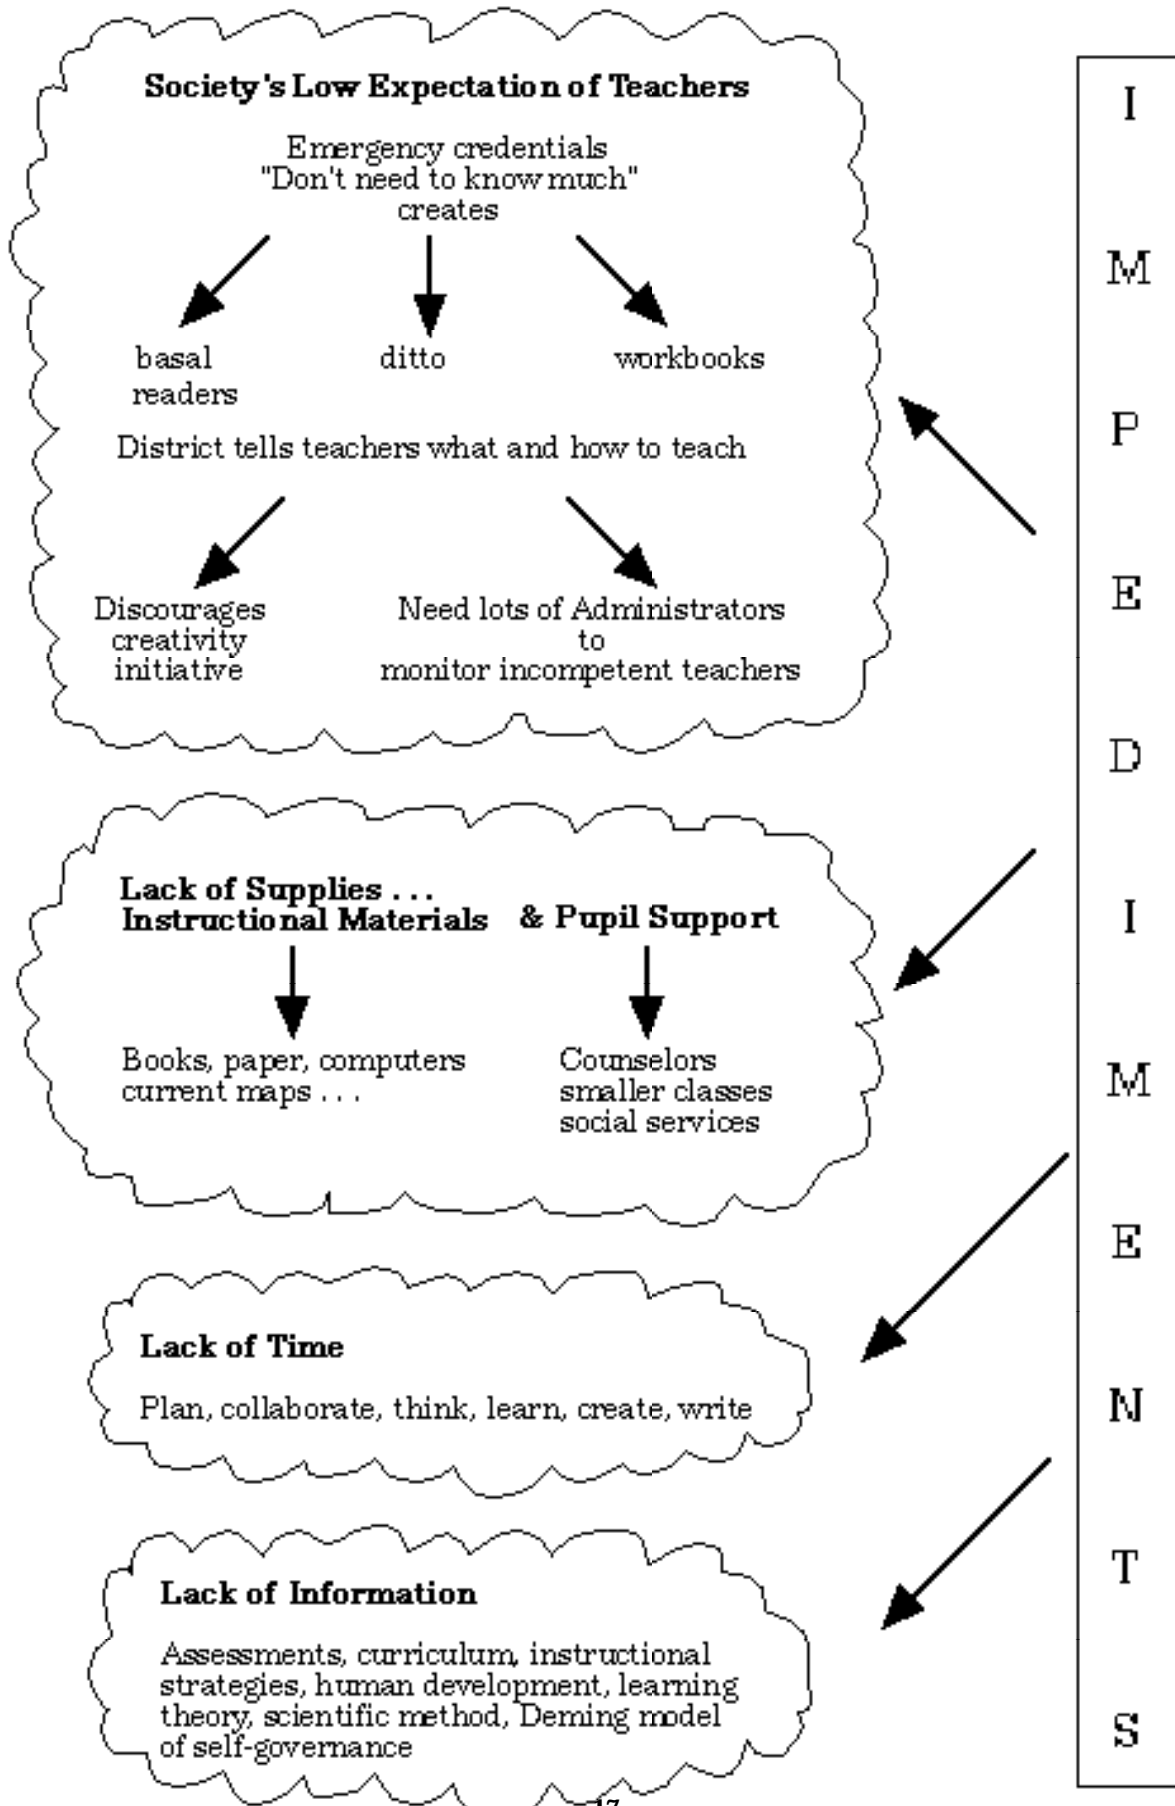 Society's Low Expectation of Teachers
Emergency credentials
"Don't need to know much"
creates
basal
readers
ditto
workbooks
District tells teachers what and how to teach
Discourages
creativity
initiative
Need lots of Administrators
to
monitor incompetent teachers
Lack of Supplies . . .
Instructional Materials & Pupil Support
Books, paper, computers
current maps . . .
Counselors
smaller classes
social services
Lack of Time
Plan, collaborate, think, learn, create, write
Lack of Information
Assessments, curriculum, instructional
strategies, human development, learning
theory, scientific method, Deming model
of self-governance
17
I
M
P
E
D
I
M
E
N
T
S